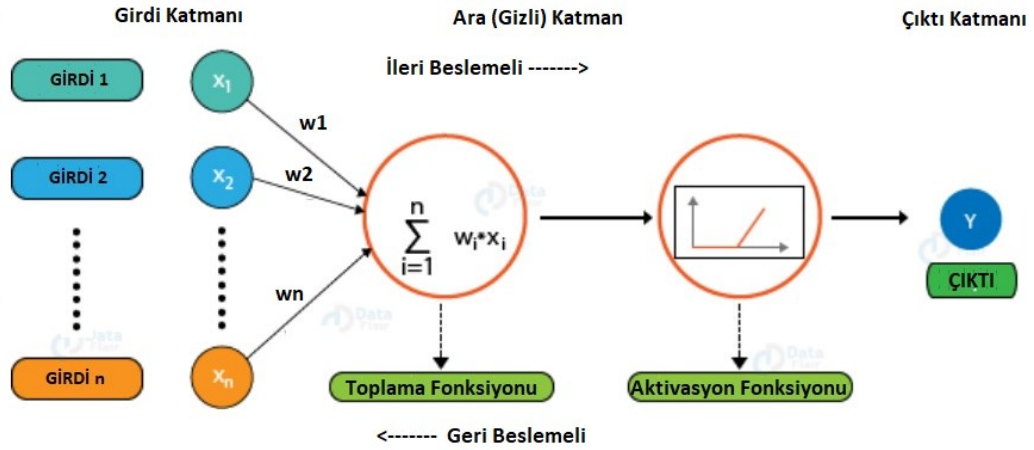 Girdi Katmanı
Ara (Gizli) Katman
Çıktı Katmanı
İleri Beslemeli ------->
GİRDİ 1
X1
w1
GİRDİ 2
X2
w2
n
∑ wi*xi
i=1
Y
ÇIKTI
wn
GİRDİ n
Xn
Toplama Fonksiyonu
Aktivasyon Fonksiyonu
<------- Geri Beslemeli